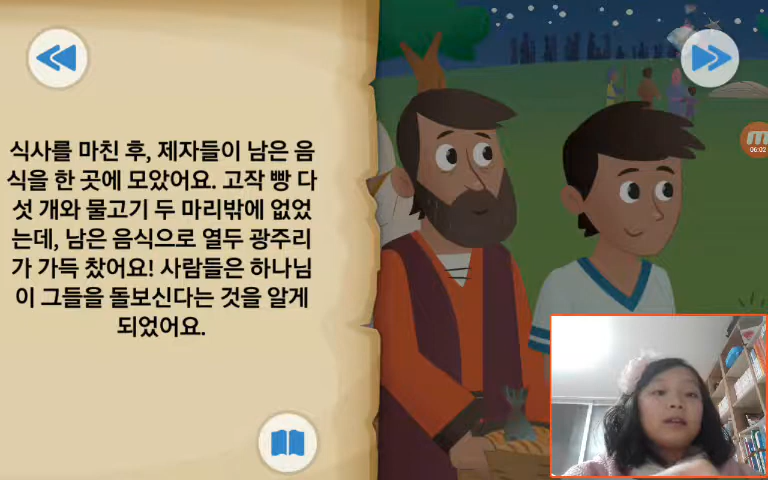 식사를 마친 후, 제자들이 남은 음
식을 한 곳에 모았어요. 고작 빵 다
섯 개와 물고기 두 마리밖에 없었
는데, 남은 음식으로 열두 광주리
가 가득 찼어요! 사람들은 하나님
이 그들을 돌보신다는 것을 알게
되었어요.
06:02